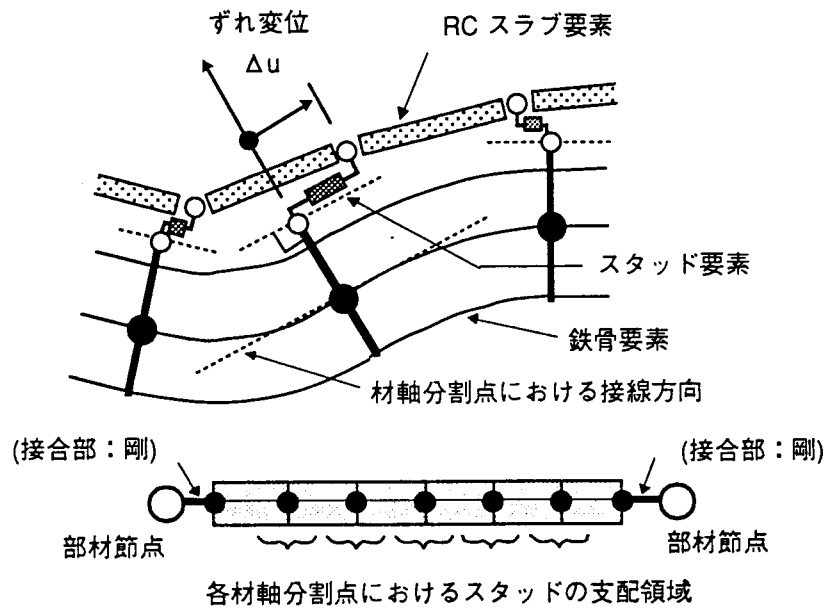 ずれ変位
Δu
RC スラブ要素
スタッド要素
鉄骨要素
材軸分割点における接線方向
(接合部：剛)
(接合部：剛)
部材節点
部材節点
各材軸分割点におけるスタッドの支配領域